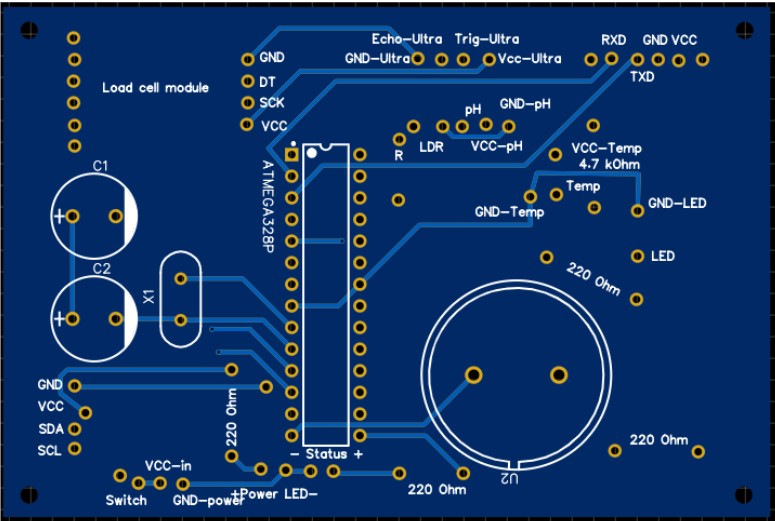 Echo-Ultra Trig-Ultra
RXD GND VCC
GND
GND-Ultra
Vcc-Ultra
TXD
Load cell module
DT
SCK
VCC
pH GND-pH
R LDR VCC-pH
VCC-Temp
4.7 kOhm
ATMEGA328P
C1
Temp
GND-Temp
GND-LED
+
C2
LED
220 Ohm
X1
+
GND
VCC
SDA
SCL
220 Ohm
- Status +
220 Ohm
VCC-in
Switch
GND-power
+Power LED-
220 Ohm
U2